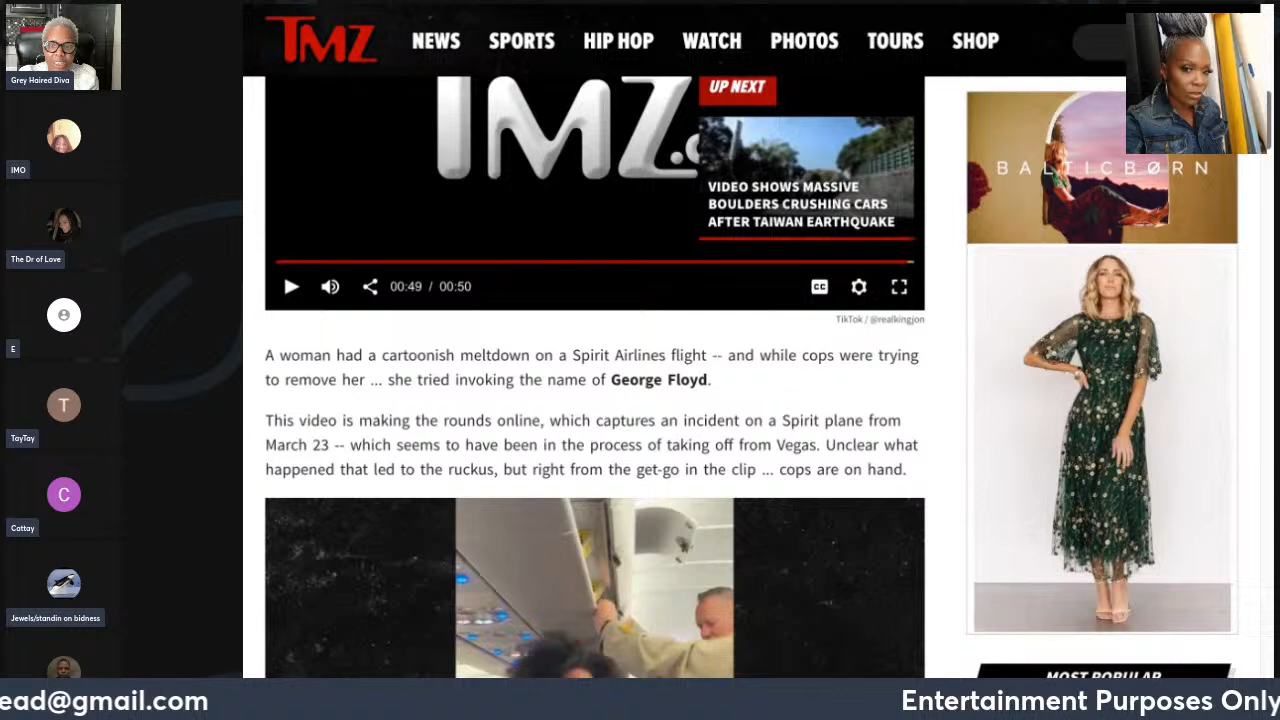 TMZ
NEWS
SPORTS
HIP HOP
WATCH
PHOTOS
TOURS
SHOP
Grey Haired Diva
IMO
The Dr of Love
E
T
TayTay
C
Cattay
Jewels/standin on bidness
TMZ.c
UP NEXT
VIDEO SHOWS MASSIVE
BOULDERS CRUSHING CARS
AFTER TAIWAN EARTHQUAKE
00:49 / 00:50
CC
TikTok / @realkingjon
A woman had a cartoonish meltdown on a Spirit Airlines flight -- and while cops were trying
to remove her ... she tried invoking the name of George Floyd.
This video is making the rounds online, which captures an incident on a Spirit plane from
March 23 -- which seems to have been in the process of taking off from Vegas. Unclear what
happened that led to the ruckus, but right from the get-go in the clip ... cops are on hand.
BALTICBØRN
MOST POPULAR
ead@gmail.com
Entertainment Purposes Only